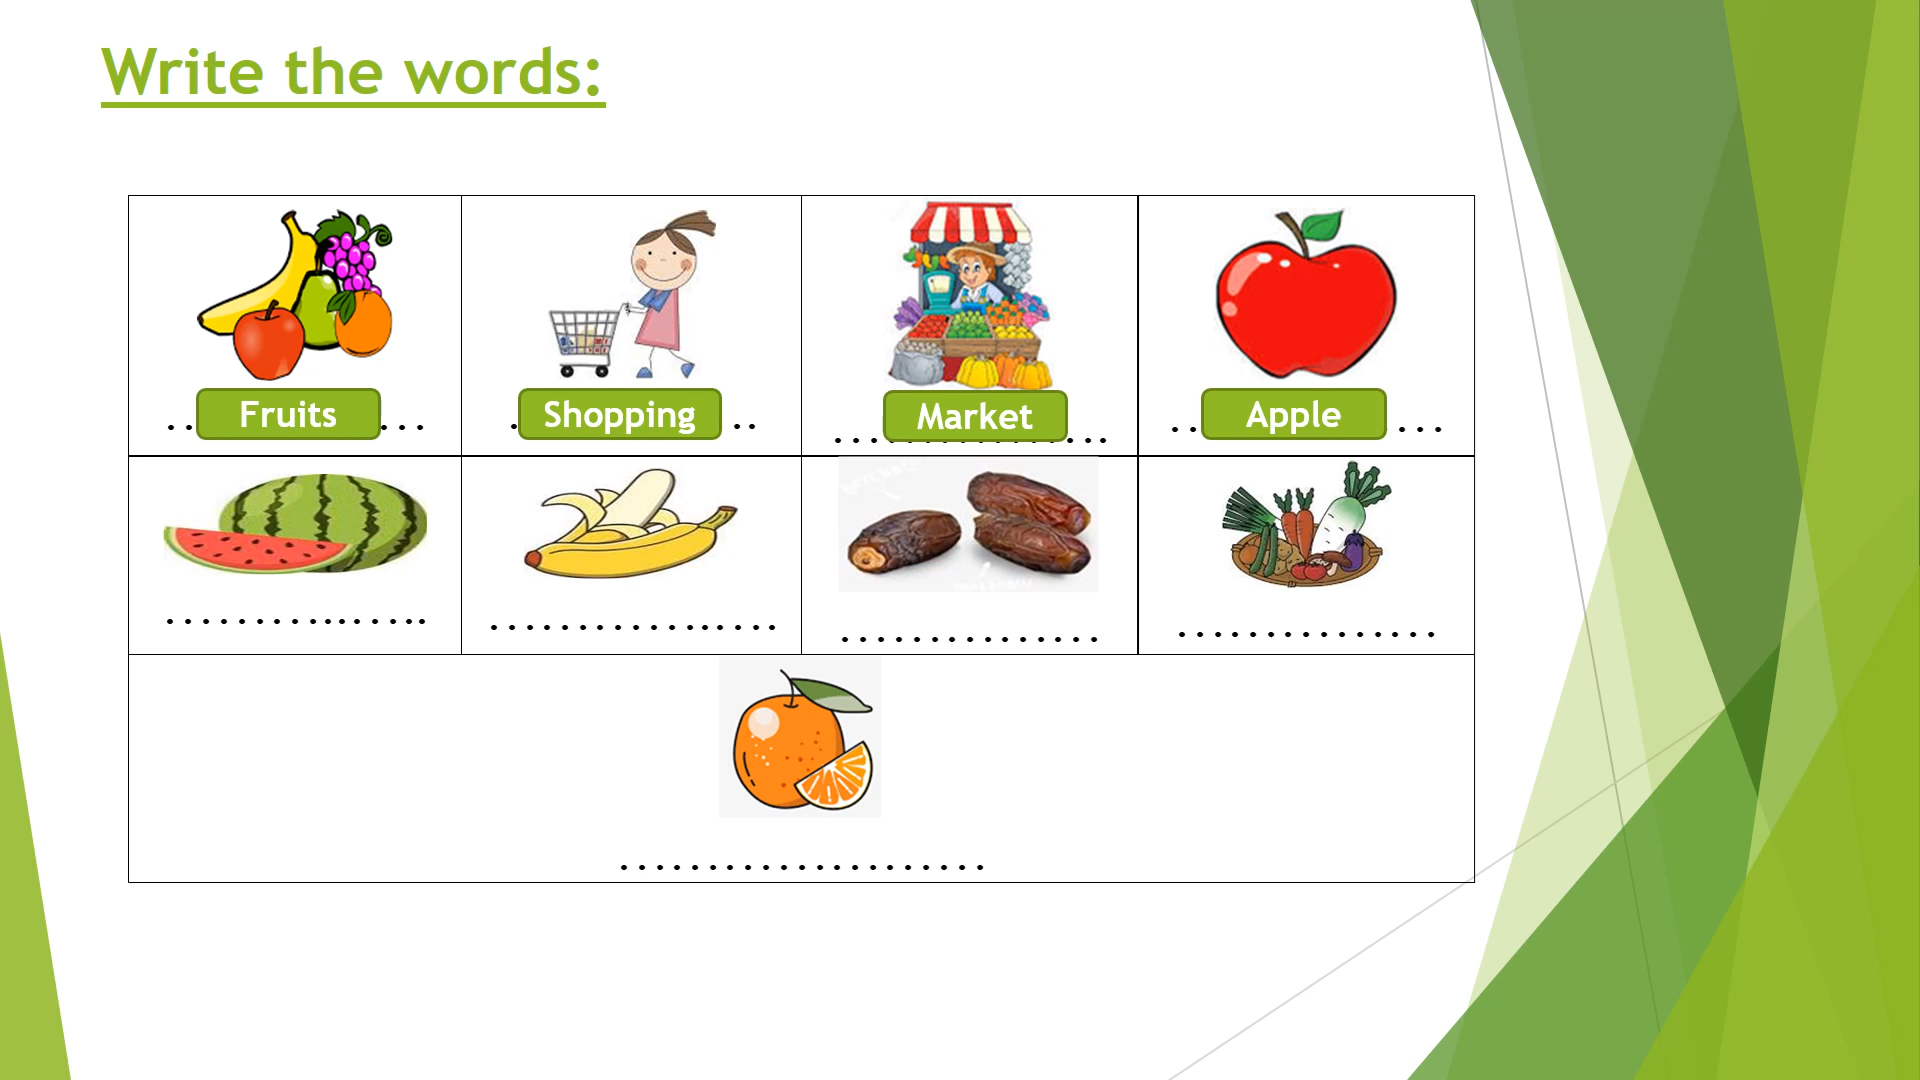 Write the words:
Fruits
Shopping
Market
Apple